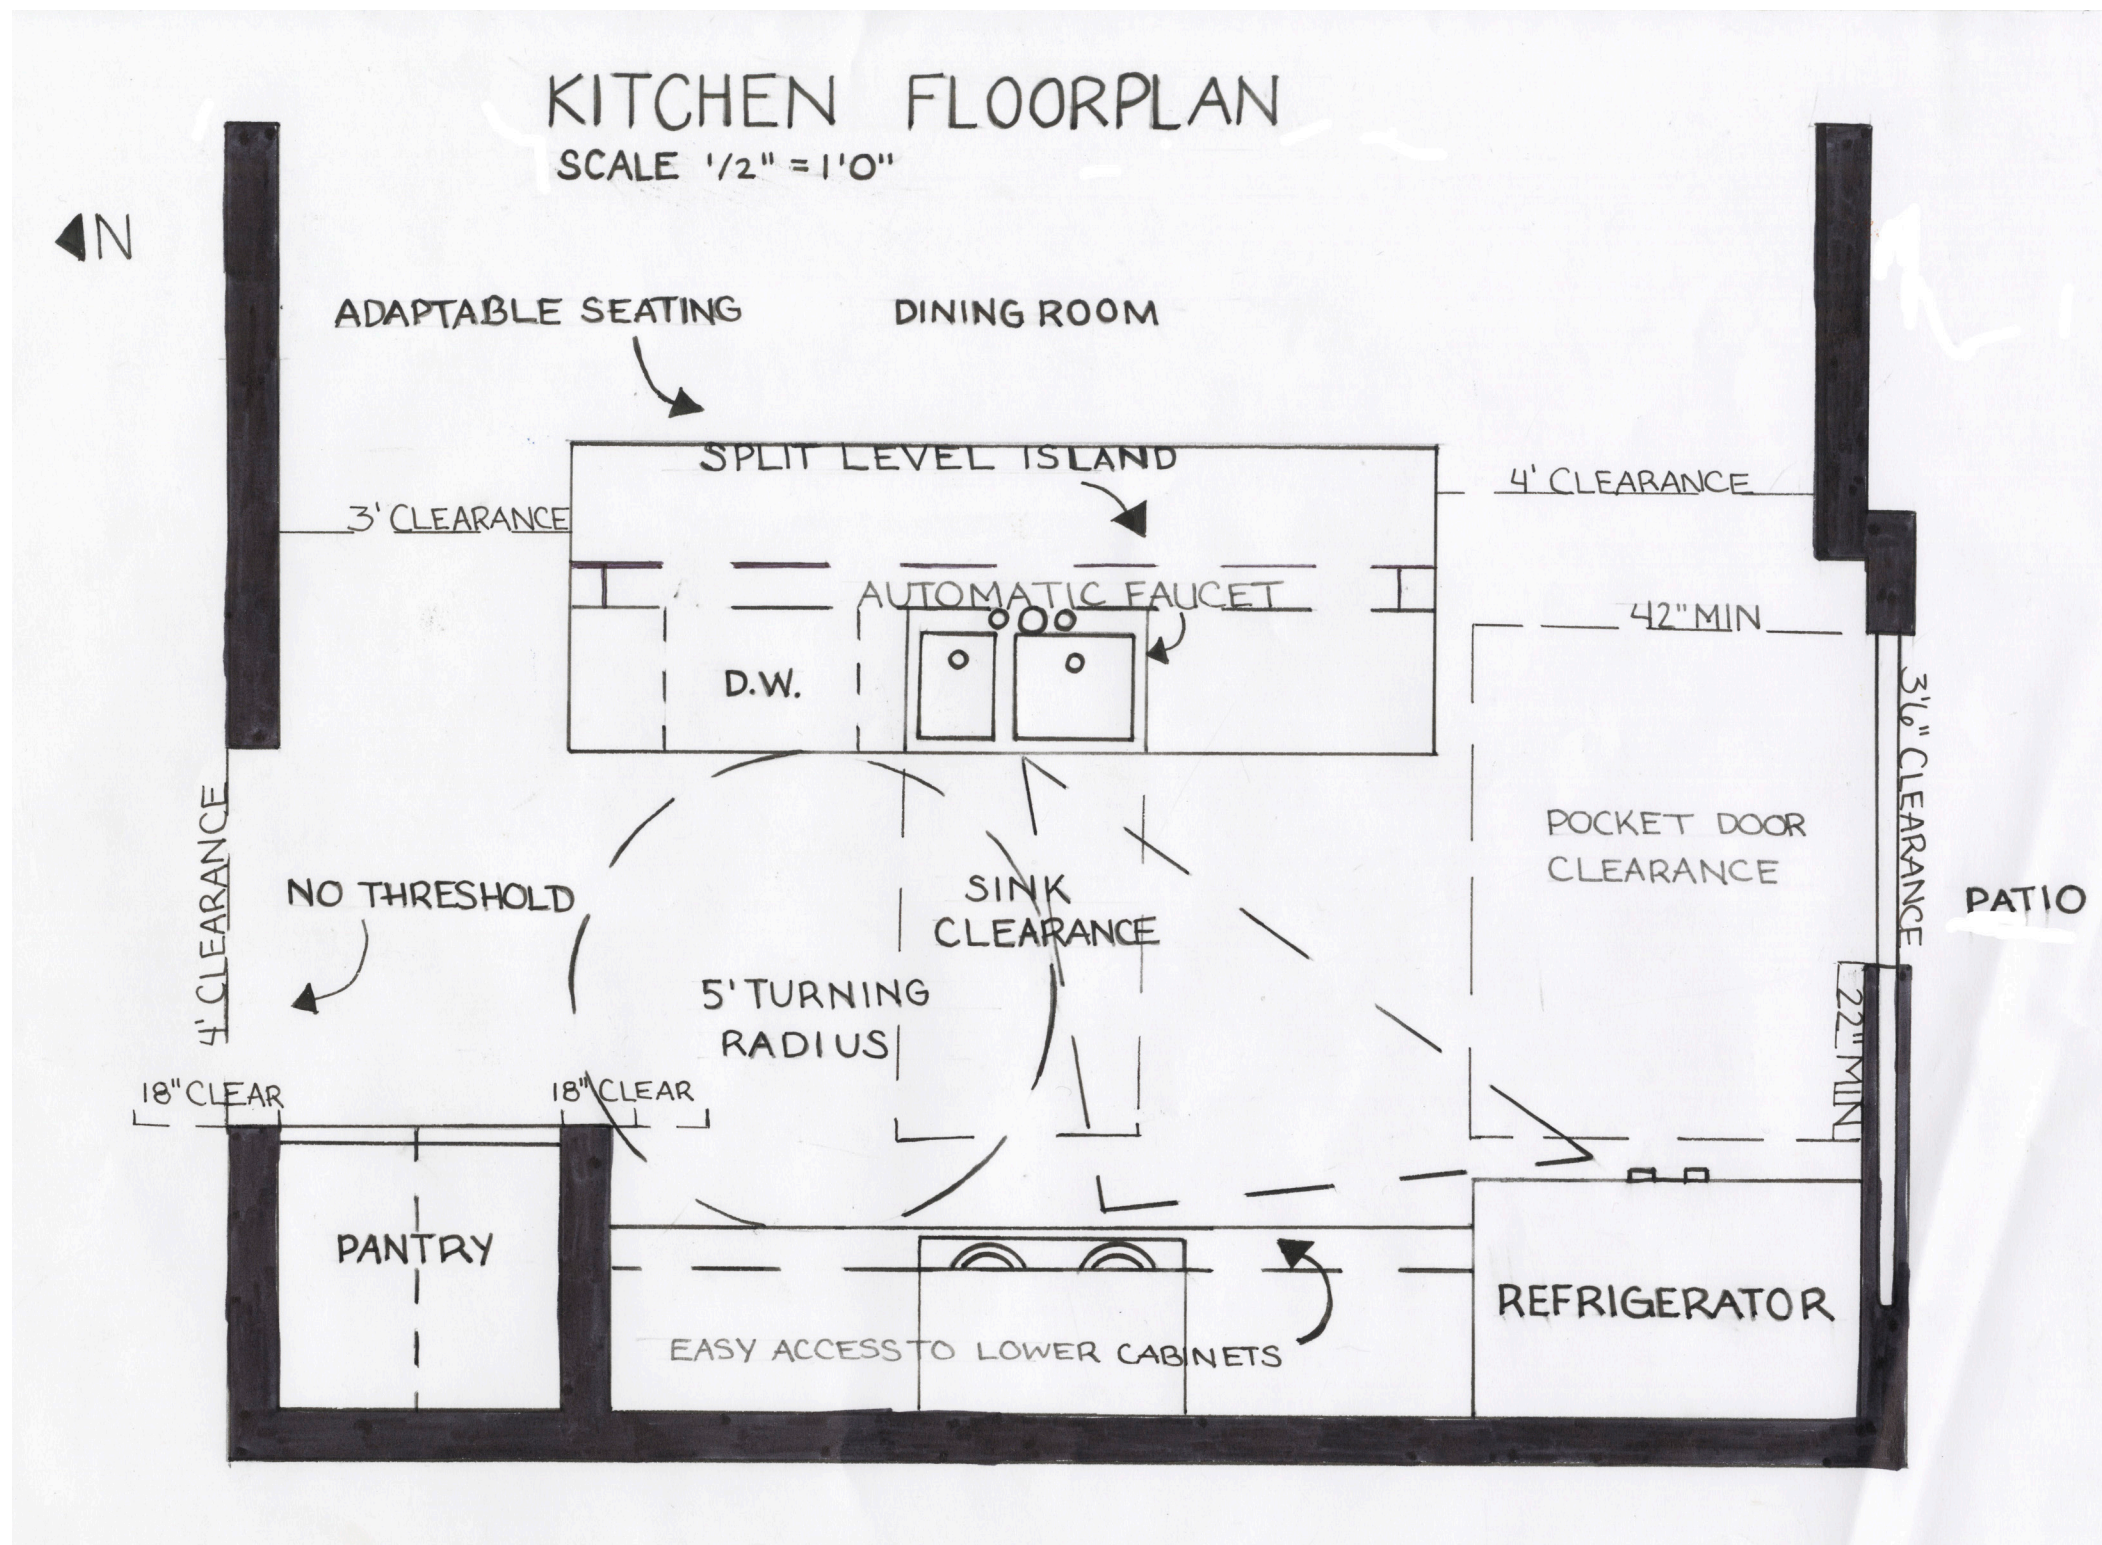 KITCHEN FLOORPLAN
SCALE 1/2" = 1'0"
N
ADAPTABLE SEATING
DINING ROOM
SPLIT LEVEL ISLAND
4' CLEARANCE
3' CLEARANCE
AUTOMATIC FAUCET
42" MIN
D.W.
3'6" CLEARANCE
POCKET DOOR
CLEARANCE
4' CLEARANCE
NO THRESHOLD
SINK
CLEARANCE
PATIO
5' TURNING
RADIUS
22" MIN
18" CLEAR
18" CLEAR
PANTRY
REFRIGERATOR
EASY ACCESS TO LOWER CABINETS